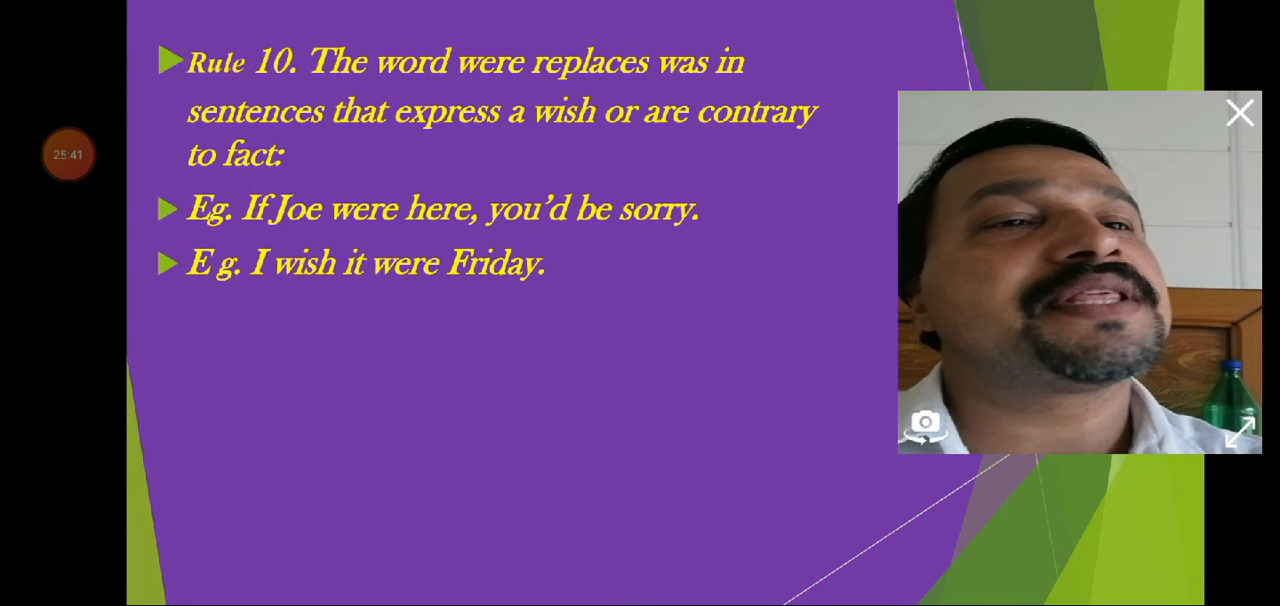 Rule 10. The word were replaces was in
sentences that express a wish or are contrary
to fact:
Eg. If Joe were here, you'd be sorry.
E g. I wish it were Friday.
25:41